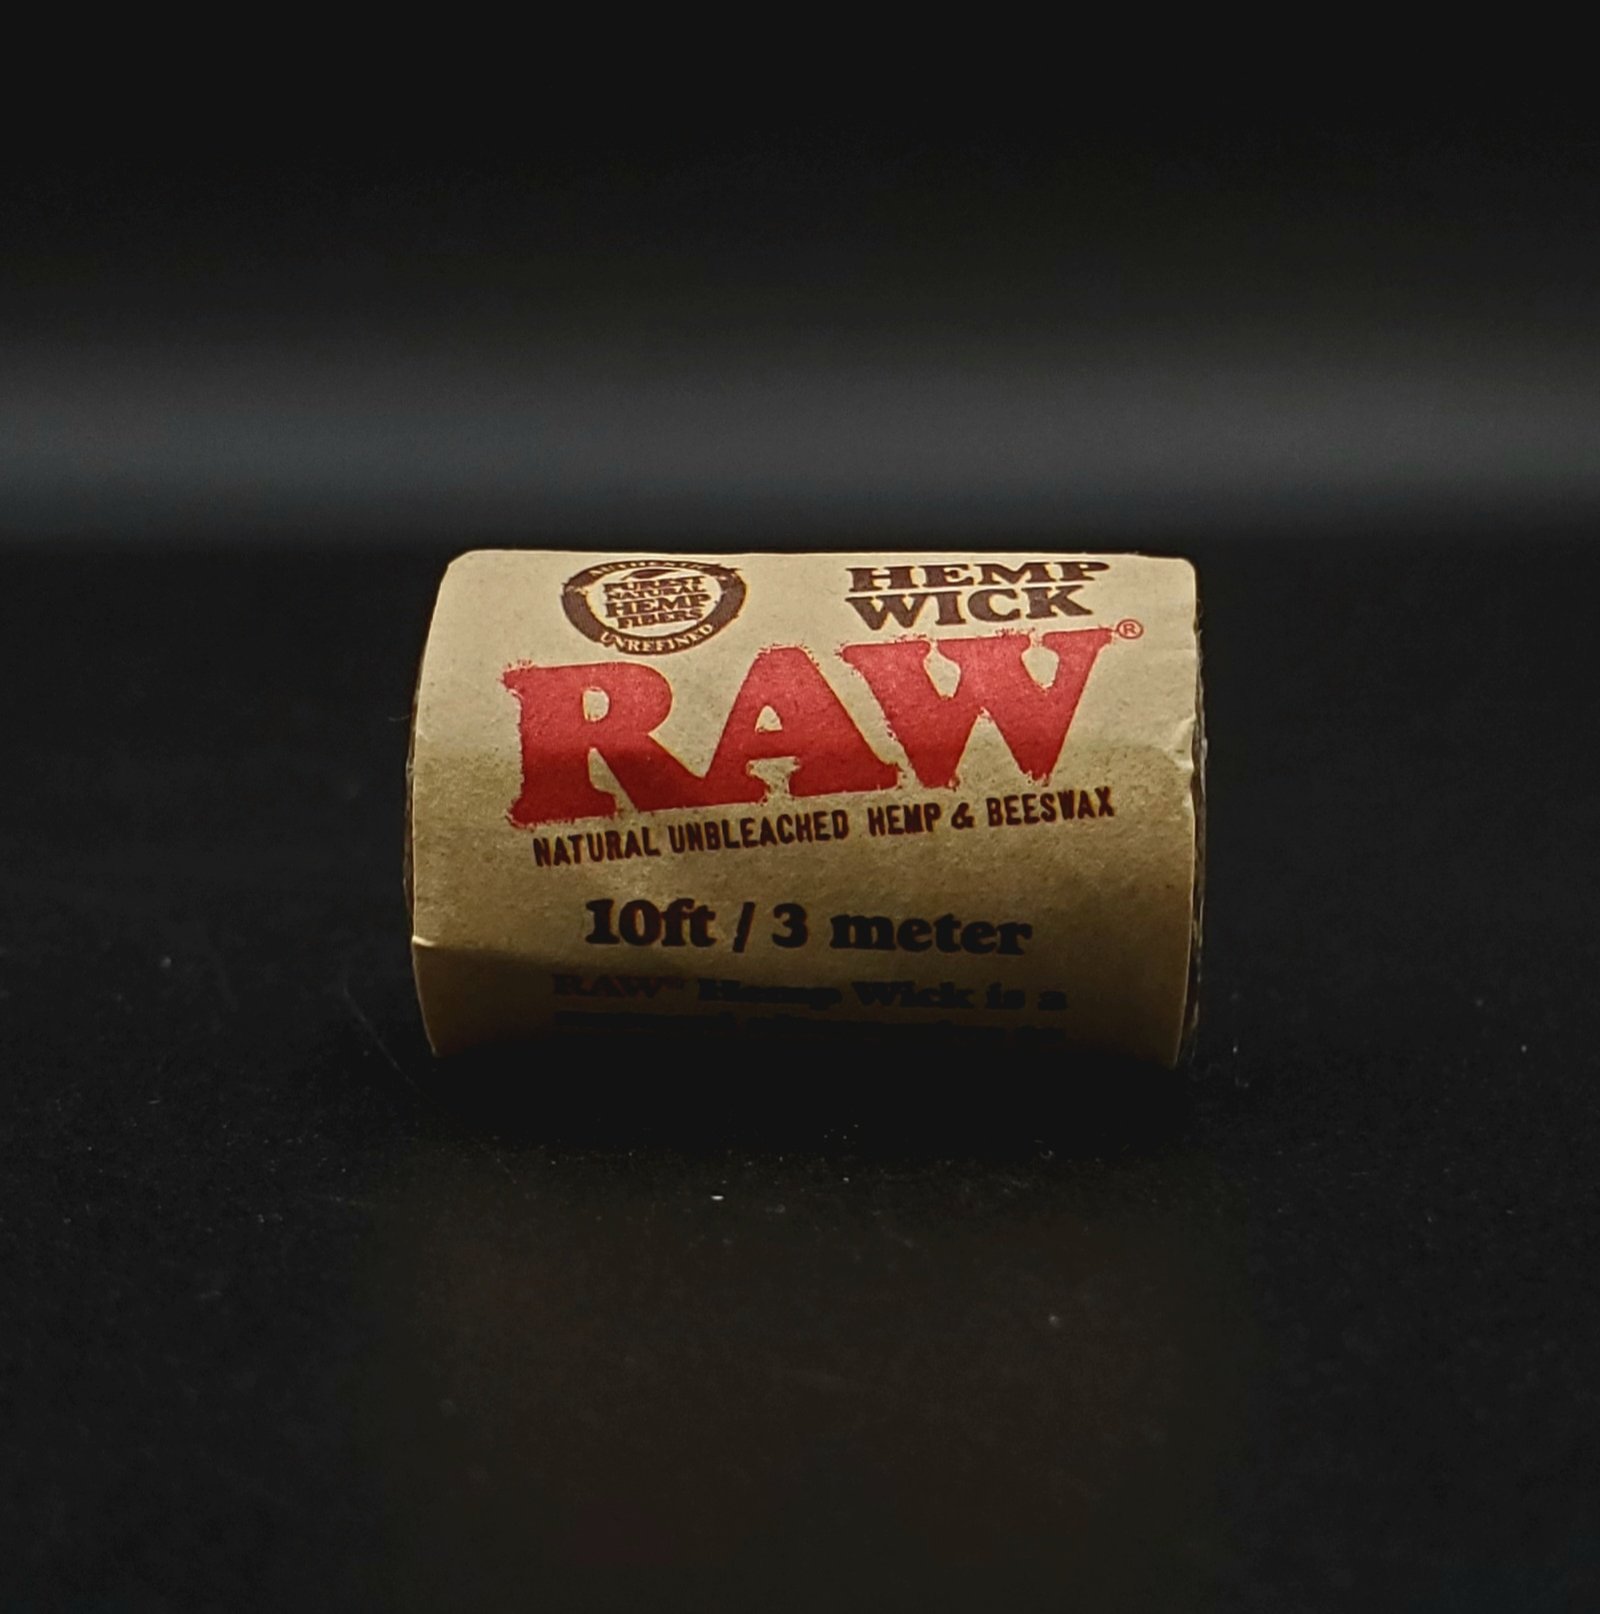 AUTHENTIC
PUREST
NATURAL
HEMP
FIBERS
UNREFINED
HEMP
WICK
RAW®
NATURAL UNBLEACHED HEMP & BEESWAX
10ft / 3 meter
RAW® Hemp Wick is a